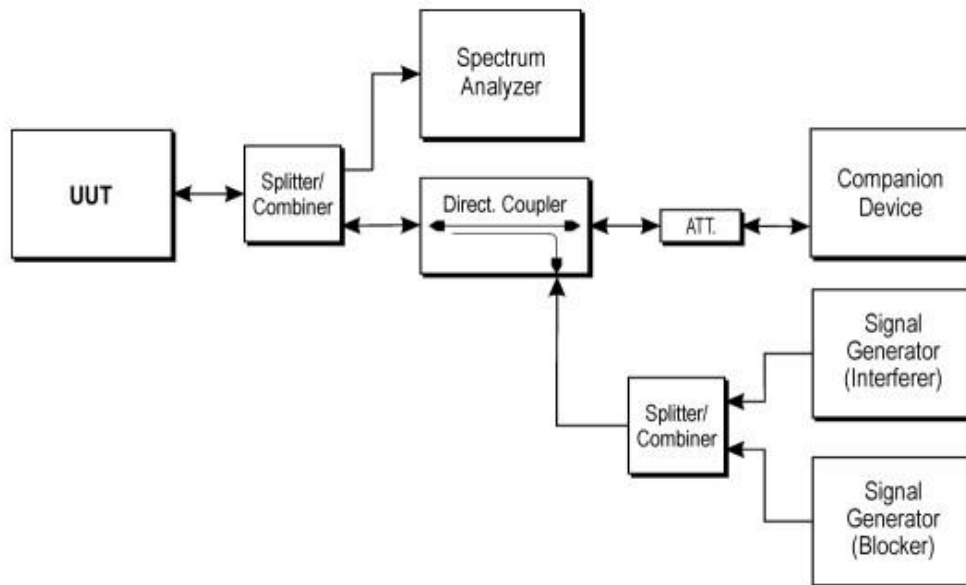 Spectrum
Analyzer
UUT
Splitter/
Combiner
Direct. Coupler
ATT.
Companion
Device
Signal
Generator
(Interferer)
Splitter/
Combiner
Signal
Generator
(Blocker)